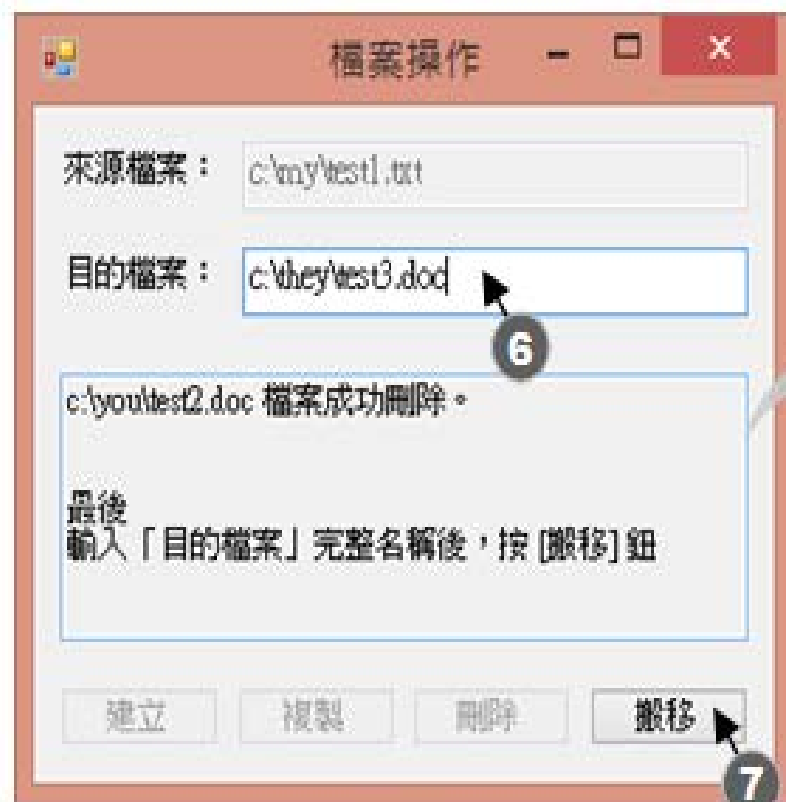 檔案操作
來源檔案： c:\my\test1.txt
目的檔案： c:\they\test3.doc
6
c:\you\test2.doc 檔案成功刪除。
最後
輸入「目的檔案」完整名稱後，按 [搬移] 鈕
建立 複製 刪除 搬移
7